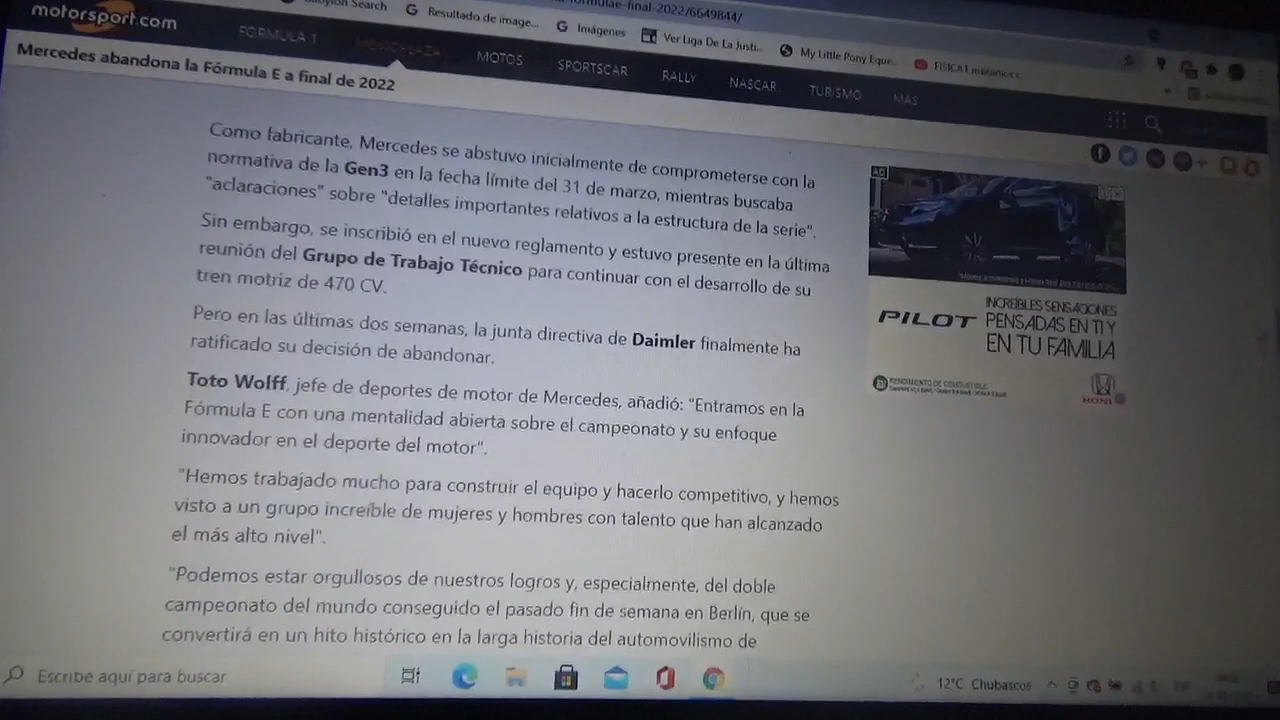 -final-2022/6649844/
Search
Resultado de image...
Imágenes
Ver Liga De La Justi...
My Little Pony Eque...
motorsport.com
FÓRMULA 1
MOTOS
SPORTSCAR
RALLY
NASCAR
TURISMO
MÁS
Mercedes abandona la Fórmula E a final de 2022
Como fabricante, Mercedes se abstuvo inicialmente de comprometerse con la
normativa de la Gen3 en la fecha límite del 31 de marzo, mientras buscaba
"aclaraciones" sobre "detalles importantes relativos a la estructura de la serie".
Sin embargo, se inscribió en el nuevo reglamento y estuvo presente en la última
reunión del Grupo de Trabajo Técnico para continuar con el desarrollo de su
tren motriz de 470 CV.
Pero en las últimas dos semanas, la junta directiva de Daimler finalmente ha
ratificado su decisión de abandonar.
Toto Wolff, jefe de deportes de motor de Mercedes, añadió: "Entramos en la
Fórmula E con una mentalidad abierta sobre el campeonato y su enfoque
innovador en el deporte del motor".
"Hemos trabajado mucho para construir el equipo y hacerlo competitivo, y hemos
visto a un grupo increíble de mujeres y hombres con talento que han alcanzado
el más alto nivel".
"Podemos estar orgullosos de nuestros logros y, especialmente, del doble
campeonato del mundo conseguido el pasado fin de semana en Berlín, que se
convertirá en un hito histórico en la larga historia del automovilismo de
AD
PILOT
INCREÍBLES SENSACIONES
PENSADAS EN TI Y
EN TU FAMILIA
RENDIMIENTO DE COMBUSTIBLE
Escribe aquí para buscar
12°C Chubascos